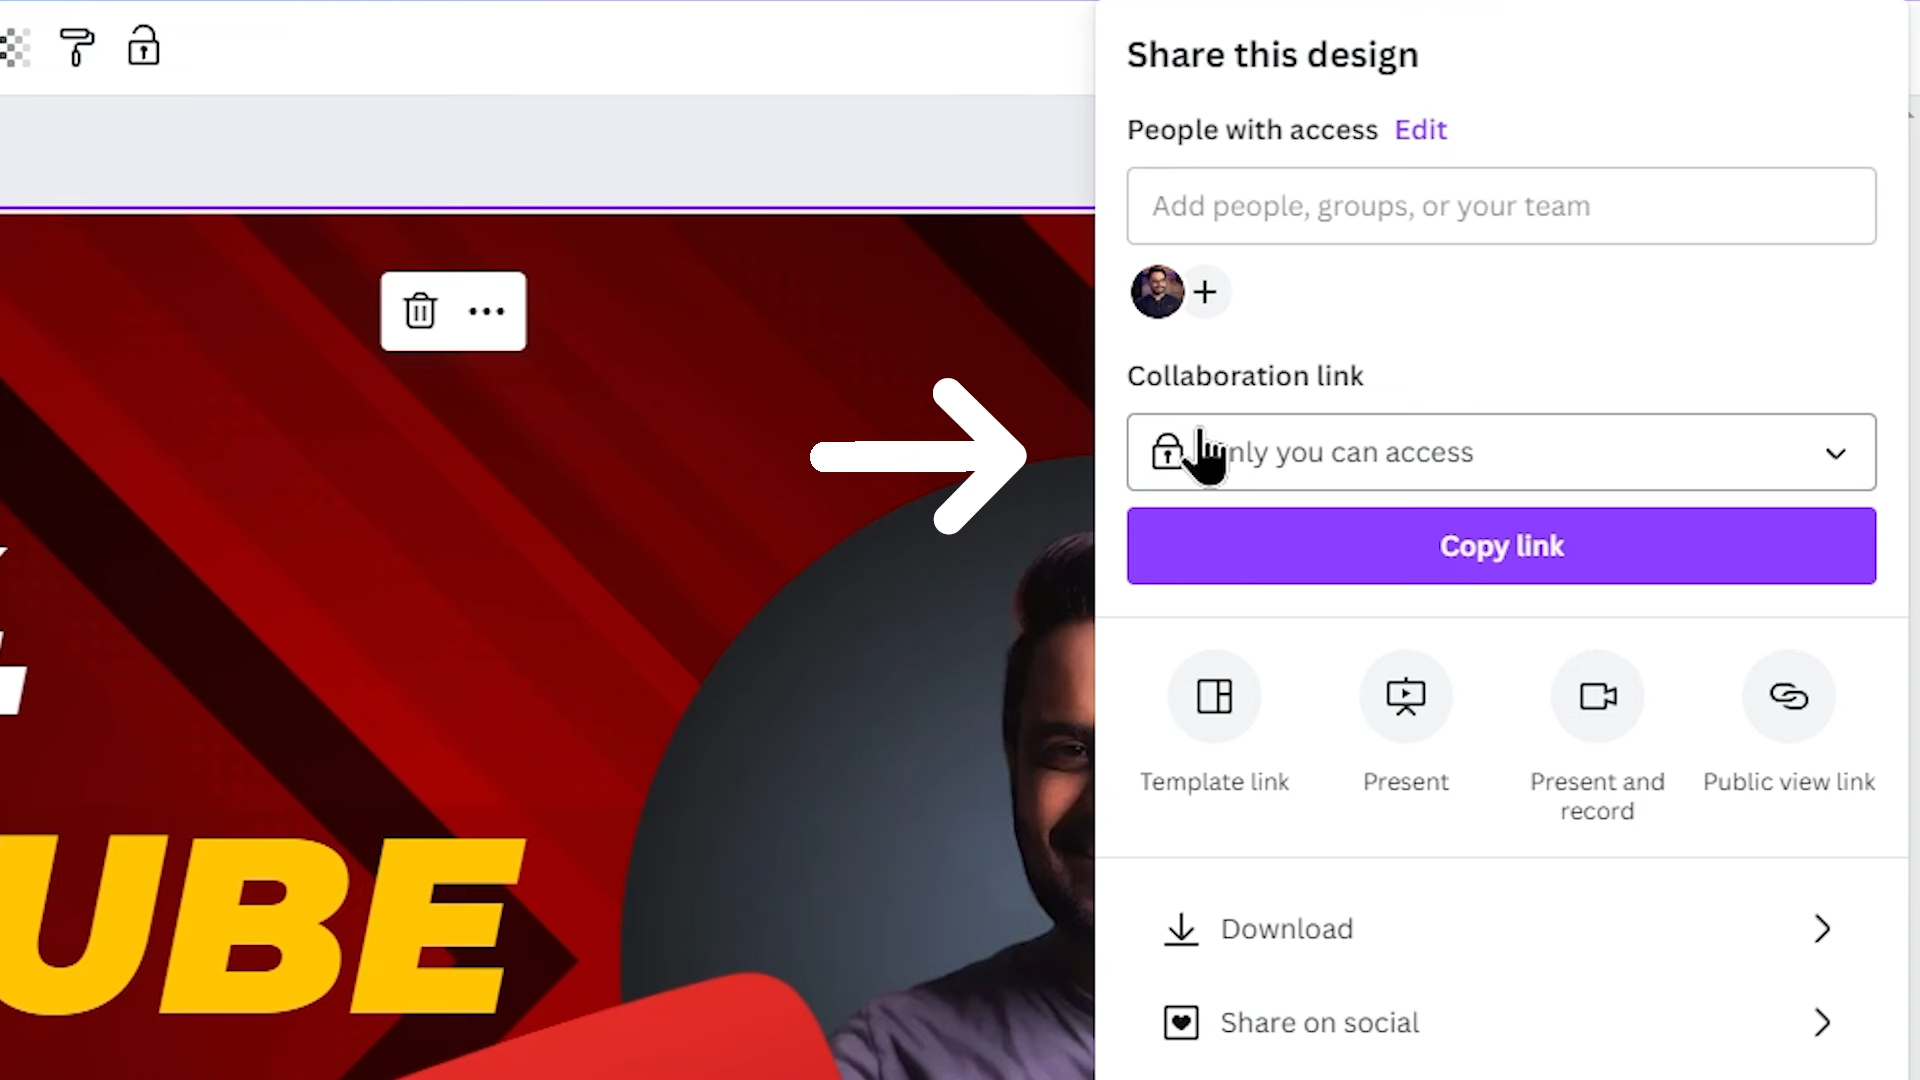 Share this design
People with access Edit
Add people, groups, or your team
Collaboration link
nly you can access
Copy link
Template link
Present
Present and
record
Public view link
UBE
Download
Share on social